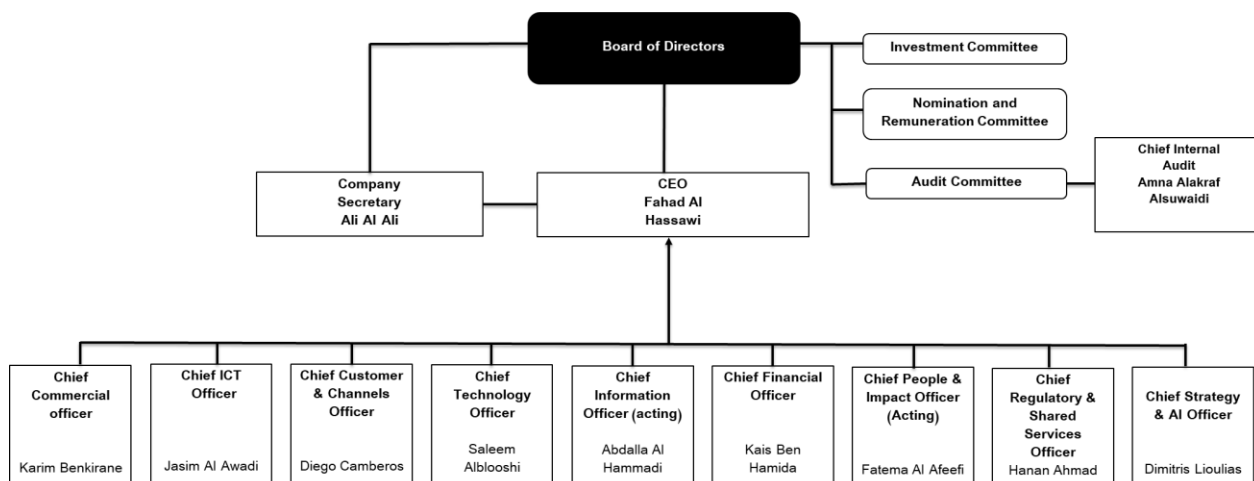 Board of Directors
Investment Committee
Nomination and
Remuneration Committee
Audit Committee
Chief Internal
Audit
Amna Alakraf
Alsuwaidi
Company
Secretary
Ali Al Ali
CEO
Fahad Al
Hassawi
Chief
Commercial
officer
Karim Benkirane
Chief ICT
Officer
Jasim Al Awadi
Chief Customer
& Channels
Officer
Diego Camberos
Chief
Technology
Officer
Saleem
Alblooshi
Chief
Information
Officer (acting)
Abdalla Al
Hammadi
Chief Financial
Officer
Kais Ben
Hamida
Chief People &
Impact Officer
(Acting)
Fatema Al Afeefi
Chief
Regulatory &
Shared
Services
Officer
Hanan Ahmad
Chief Strategy
& AI Officer
Dimitris Lioulias